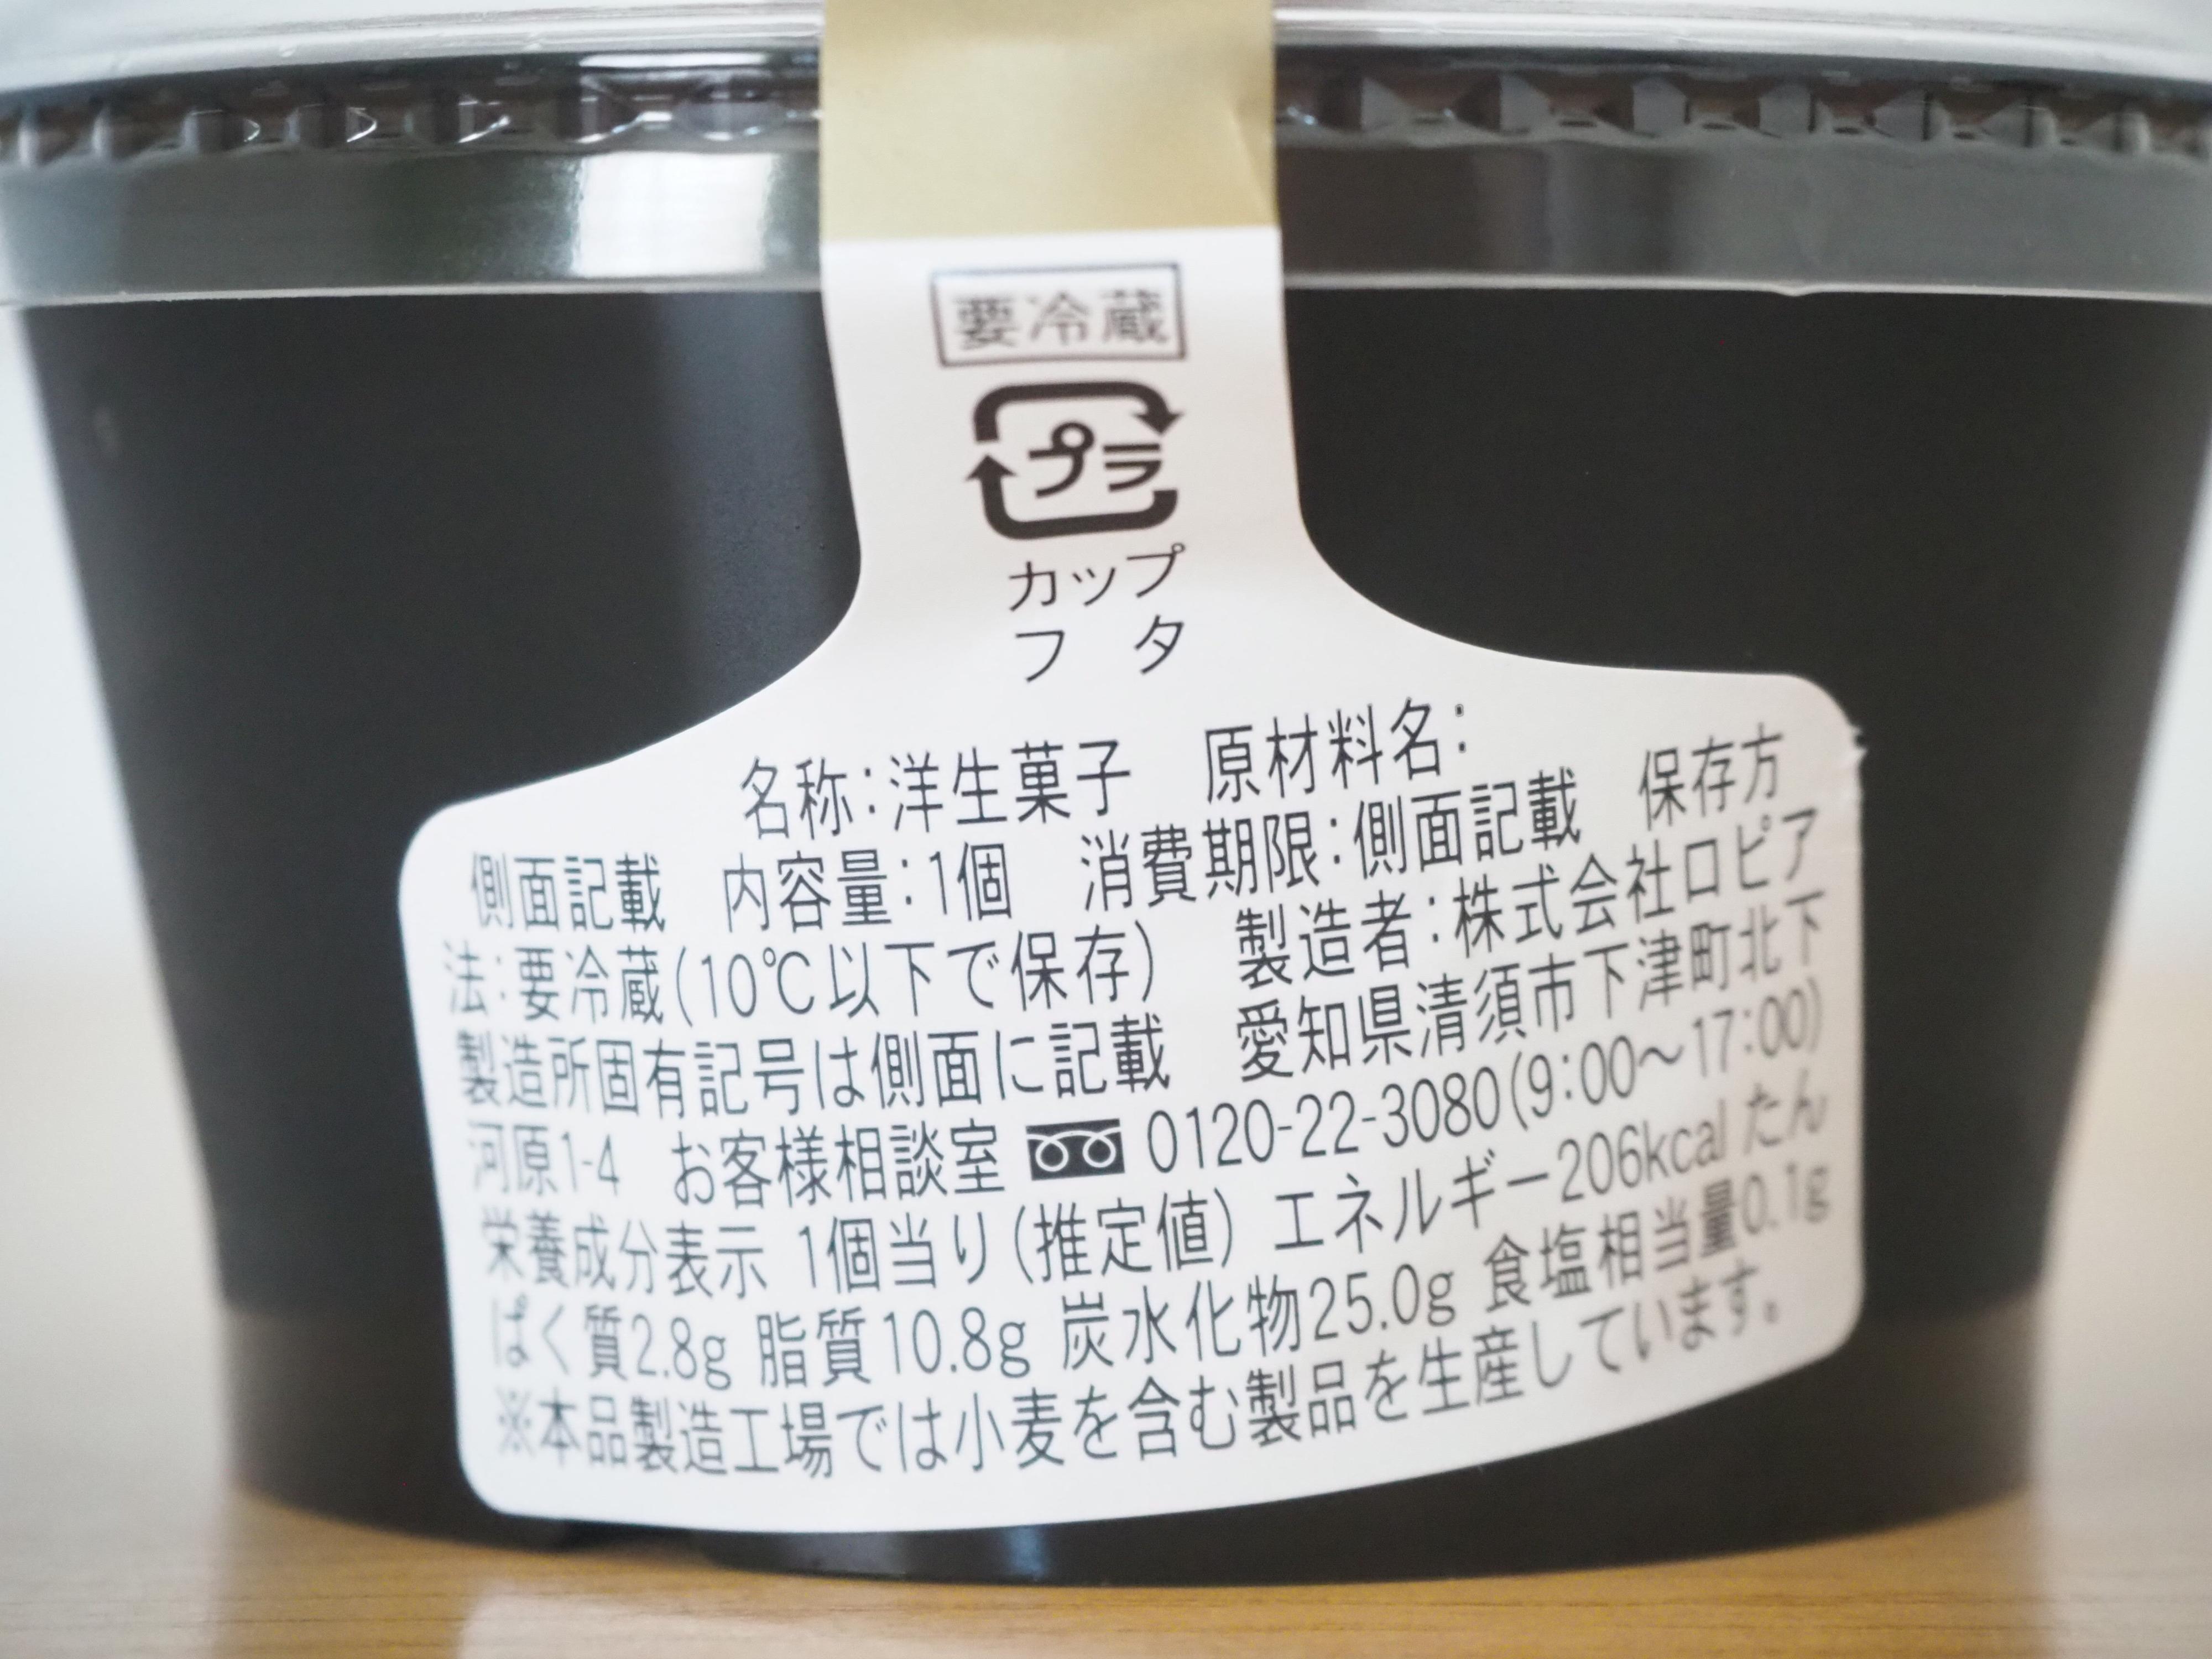 要冷蔵
プラ
カップ
フタ
名称:洋生菓子 原材料名:
側面記載 内容量:1個 消費期限:側面記載 保存方
法:要冷蔵(10℃以下で保存) 製造者:株式会社ロピア
製造所固有記号は側面に記載 愛知県清須市下津町北下
河原1-4 お客様相談室 0120-22-3080(9:00～17:00)
栄養成分表示 1個当り(推定値) エネルギー206kcal たん
ぱく質2.8g 脂質10.8g 炭水化物25.0g 食塩相当量0.1g
※本品製造工場では小麦を含む製品を生産しています。